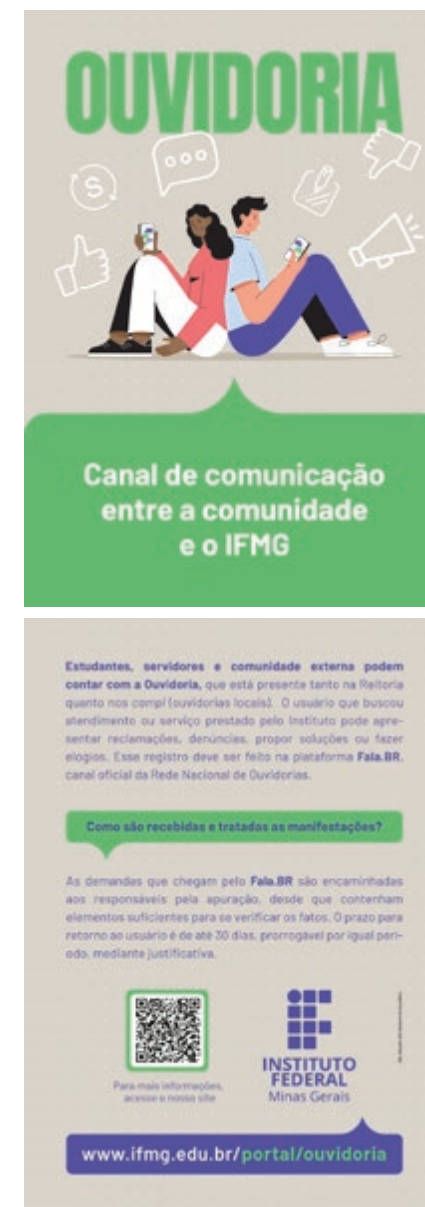 OUVIDORIA
Canal de comunicação
entre a comunidade
e o IFMG
Estudantes, servidores e comunidade externa podem
contar com a Ouvidoria, que está presente tanto na Reitoria
quanto nos campi (ouvidorias locais). O usuário que buscou
atendimento ou serviço prestado pelo Instituto pode apre-
sentar reclamações, denúncias, propor soluções ou fazer
elogios. Esse registro deve ser feito na plataforma Fala.BR,
canal oficial da Rede Nacional de Ouvidorias.
Como são recebidas e tratadas as manifestações?
As demandas que chegam pelo Fala.BR são encaminhadas
aos responsáveis pela apuração, desde que contenham
elementos suficientes para se verificar os fatos. O prazo para
retorno ao usuário é de até 30 dias, prorrogável por igual perí-
odo, mediante justificativa.
Para mais informações,
acesse o nosso site
INSTITUTO
FEDERAL
Minas Gerais
www.ifmg.edu.br/portal/ouvidoria